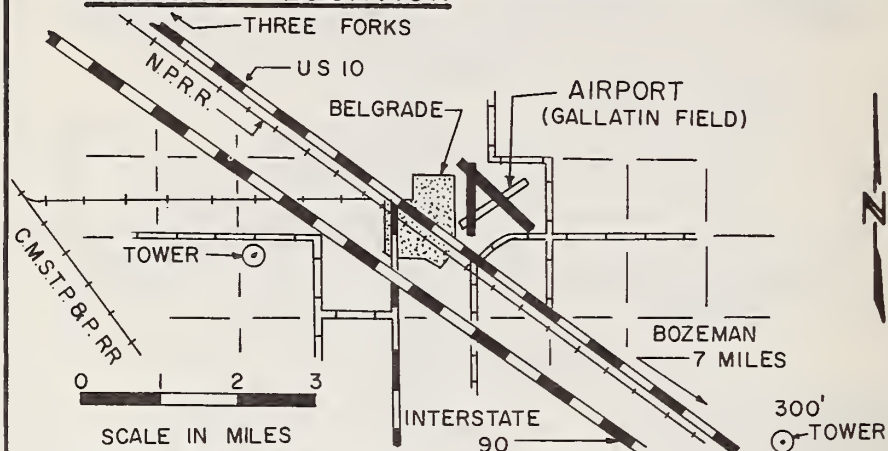 THREE FORKS
US 10
N.P.R.R.
BELGRADE
AIRPORT
(GALLATIN FIELD)
N
TOWER
C.M.S.T.P.& P. RR
BOZEMAN
7 MILES
0 1 2 3
SCALE IN MILES
INTERSTATE
90
300'
TOWER